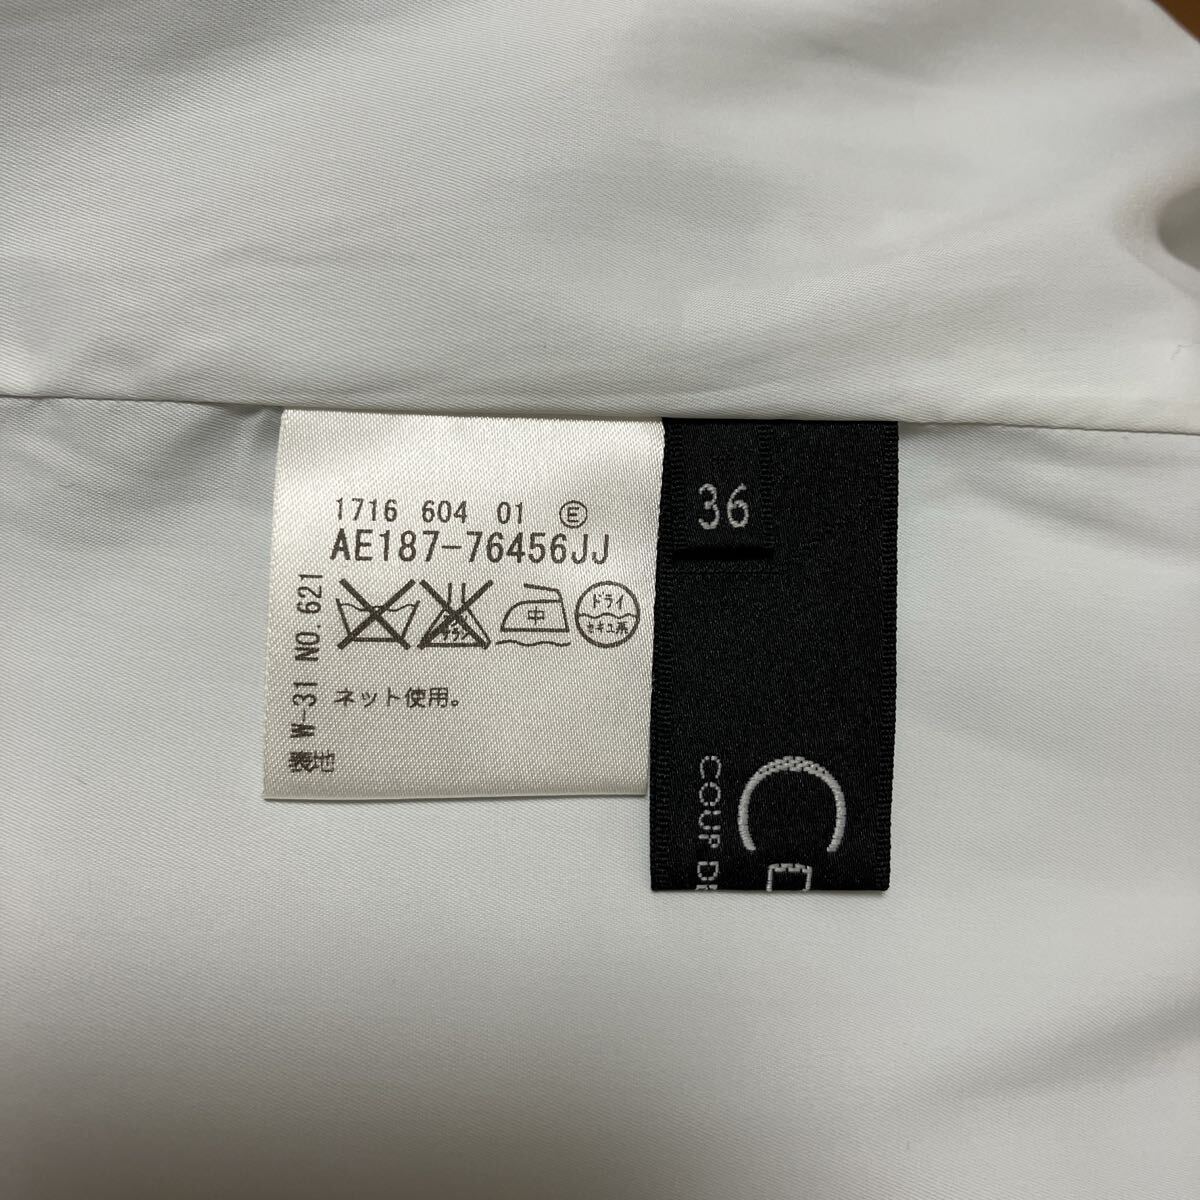 1716 604 01 Ⓔ
AE187-76456JJ
中
ドライ
セキユ系
ネット使用。
表地 W-31 NO.621
36
C
COUP DE